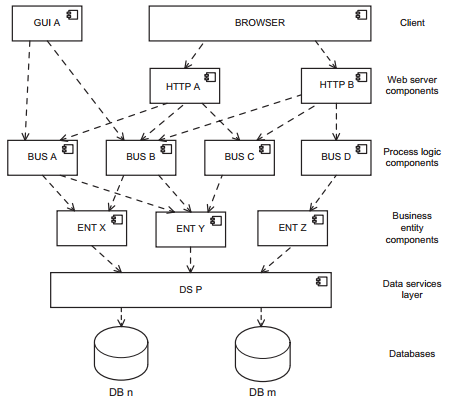 GUI A
BROWSER
Client
HTTP A
HTTP B
Web server
components
BUS A
BUS B
BUS C
BUS D
Process logic
components
ENT X
ENT Y
ENT Z
Business
entity
components
DS P
Data services
layer
Databases
DB n
DB m